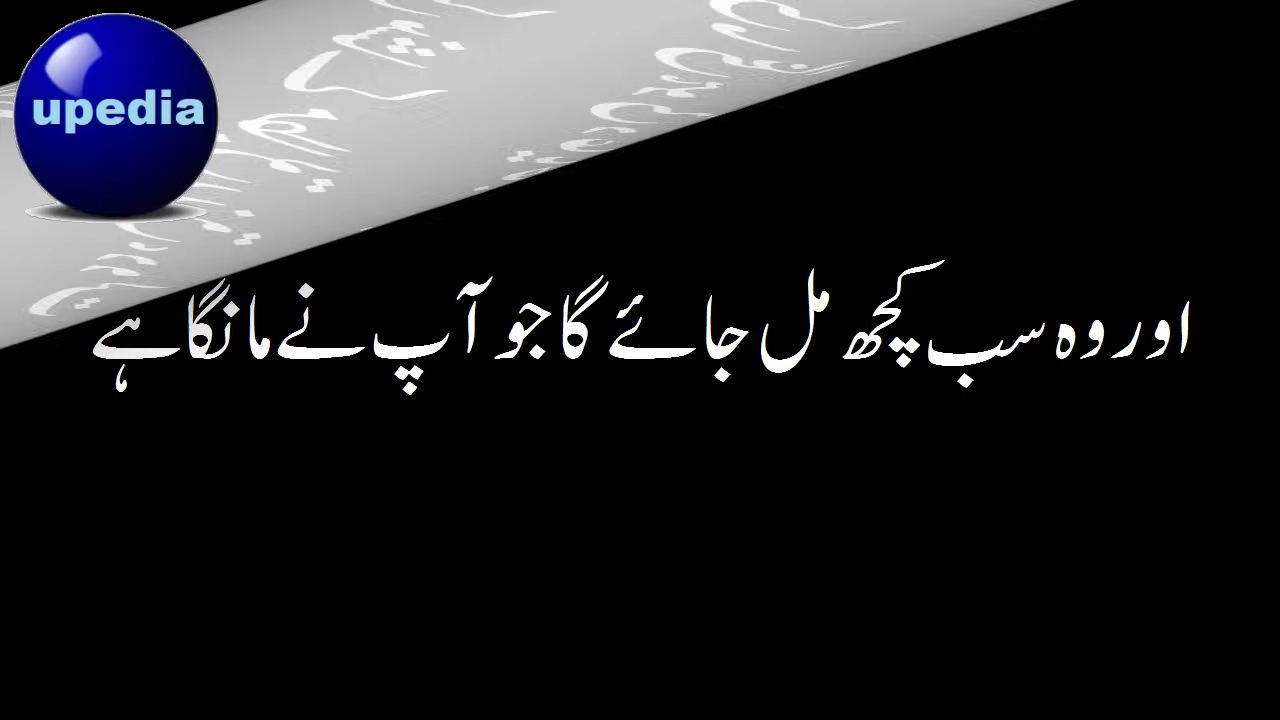 upedia
اور وہ سب کچھ مل جائے گا جو آپ نے مانگا ہے